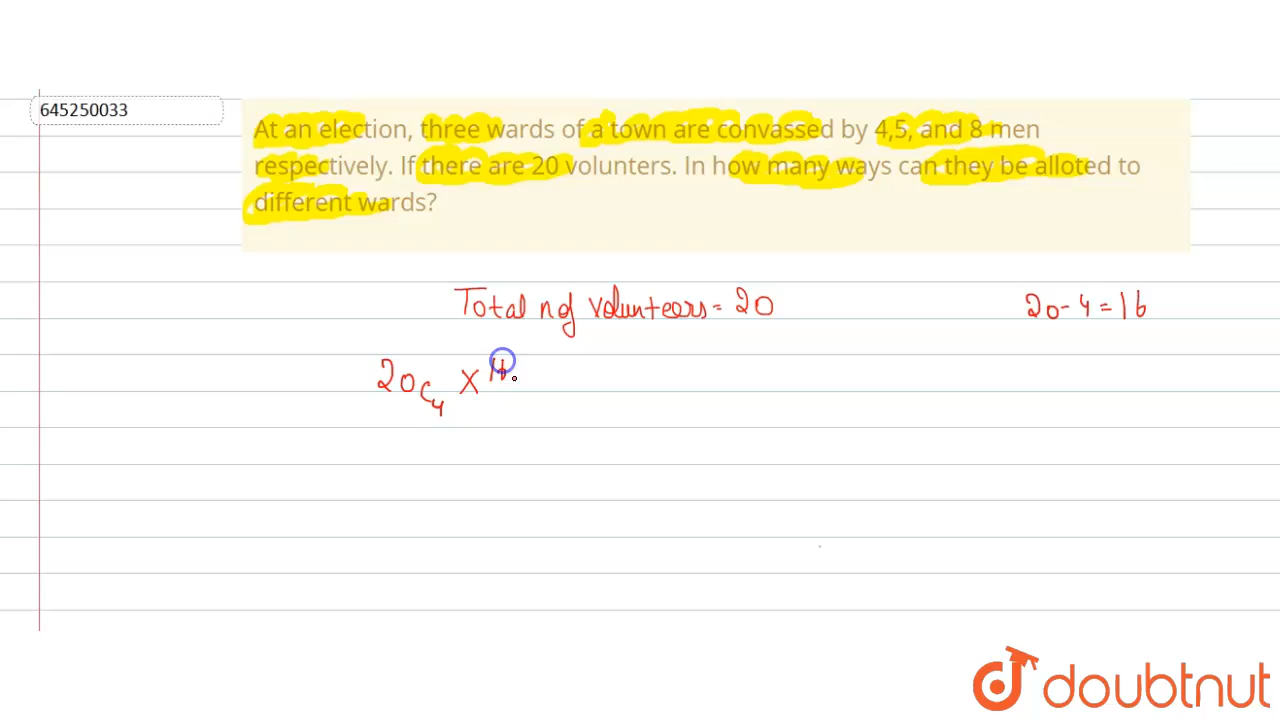 645250033
At an election, three wards of a town are convassed by 4,5, and 8 men
respectively. If there are 20 volunters. In how many ways can they be alloted to
different wards?
Total n of volunteers = 20
20 - 4 = 16
20C4 X 16
doubtnut